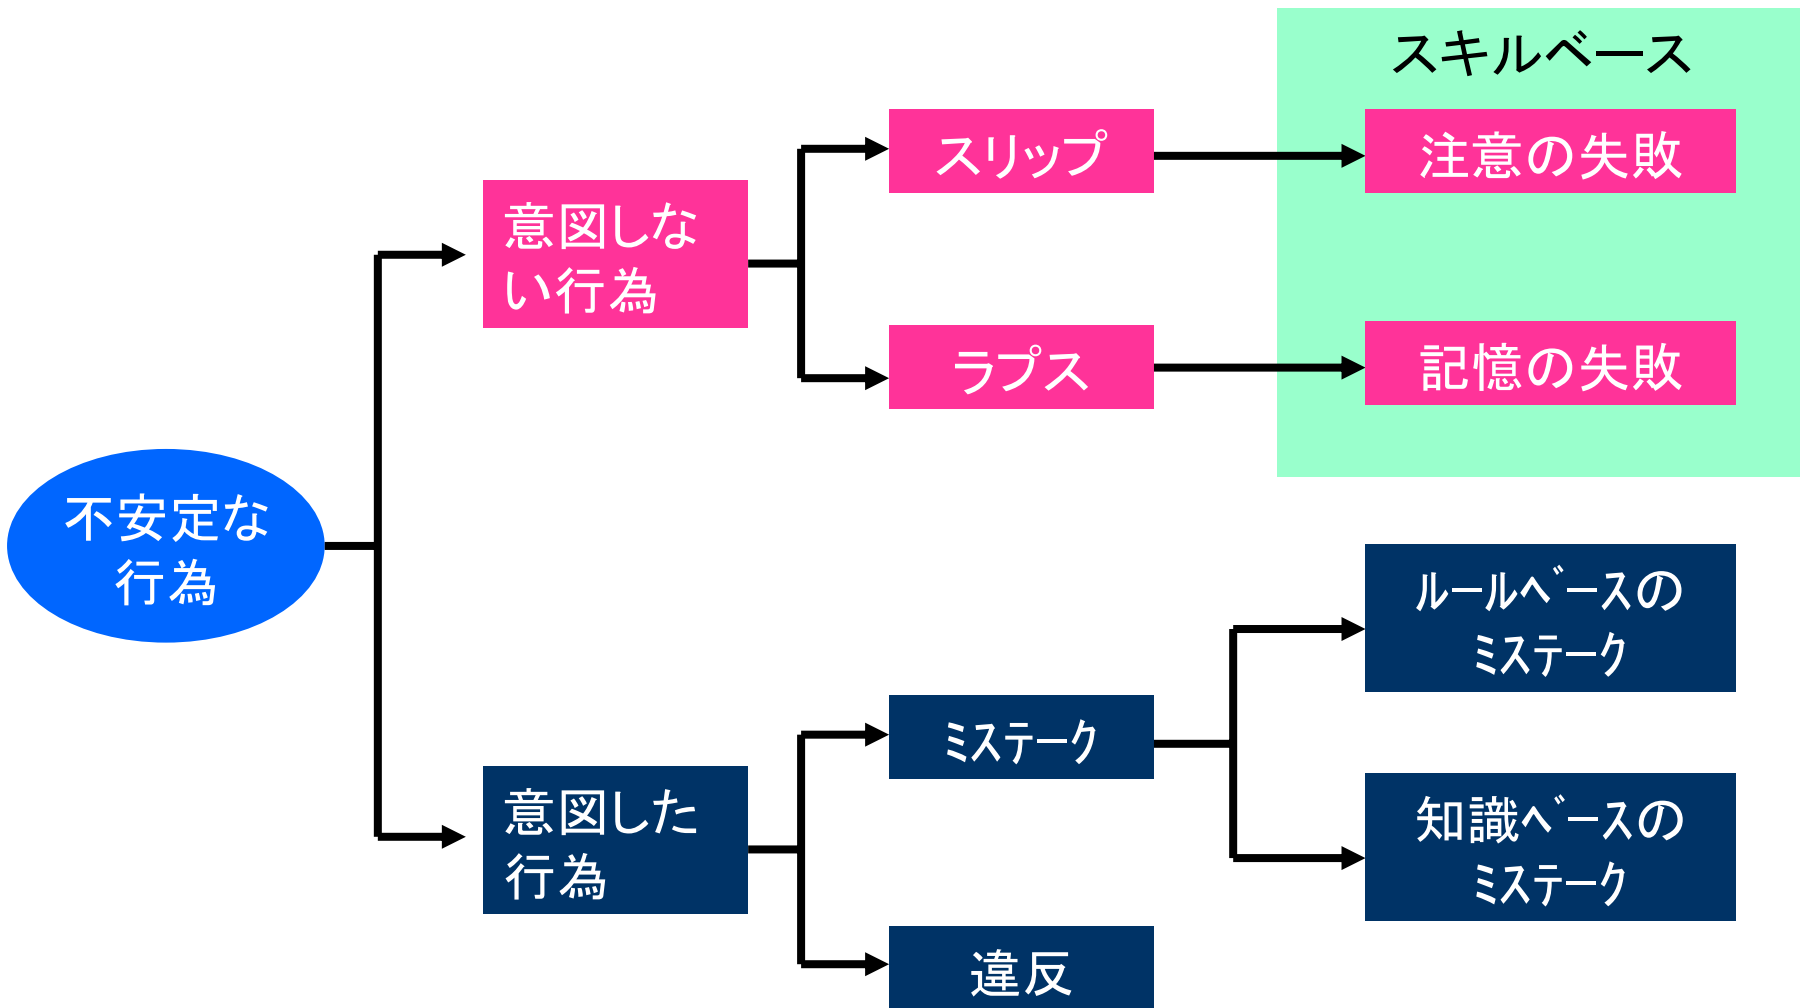 スキルベース
スリップ
注意の失敗
意図しな
い行為
ラプス
記憶の失敗
不安定な
行為
ﾙｰﾙﾍﾞｰｽの
ﾐｽﾃｰｸ
ﾐｽﾃｰｸ
意図した
行為
知識ﾍﾞｰｽの
ﾐｽﾃｰｸ
違反